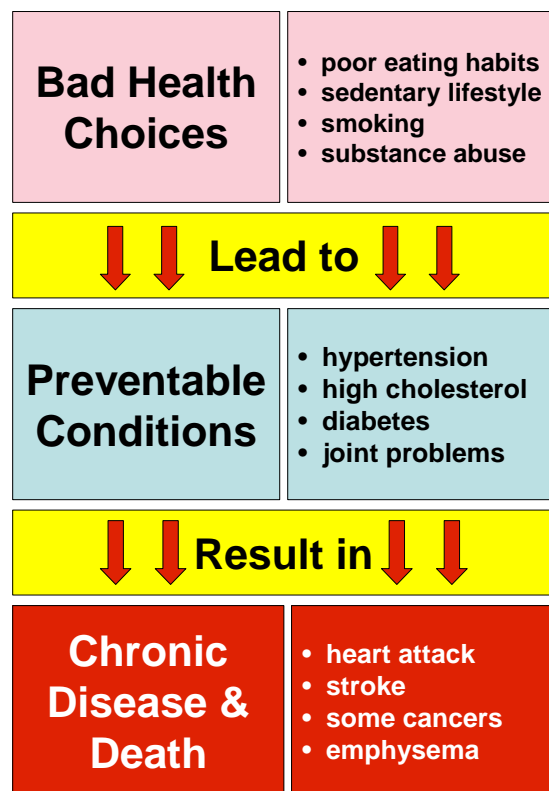 Bad Health
Choices
• poor eating habits
• sedentary lifestyle
• smoking
• substance abuse
Lead to
Preventable
Conditions
• hypertension
• high cholesterol
• diabetes
• joint problems
Result in
Chronic
Disease &
Death
• heart attack
• stroke
• some cancers
• emphysema